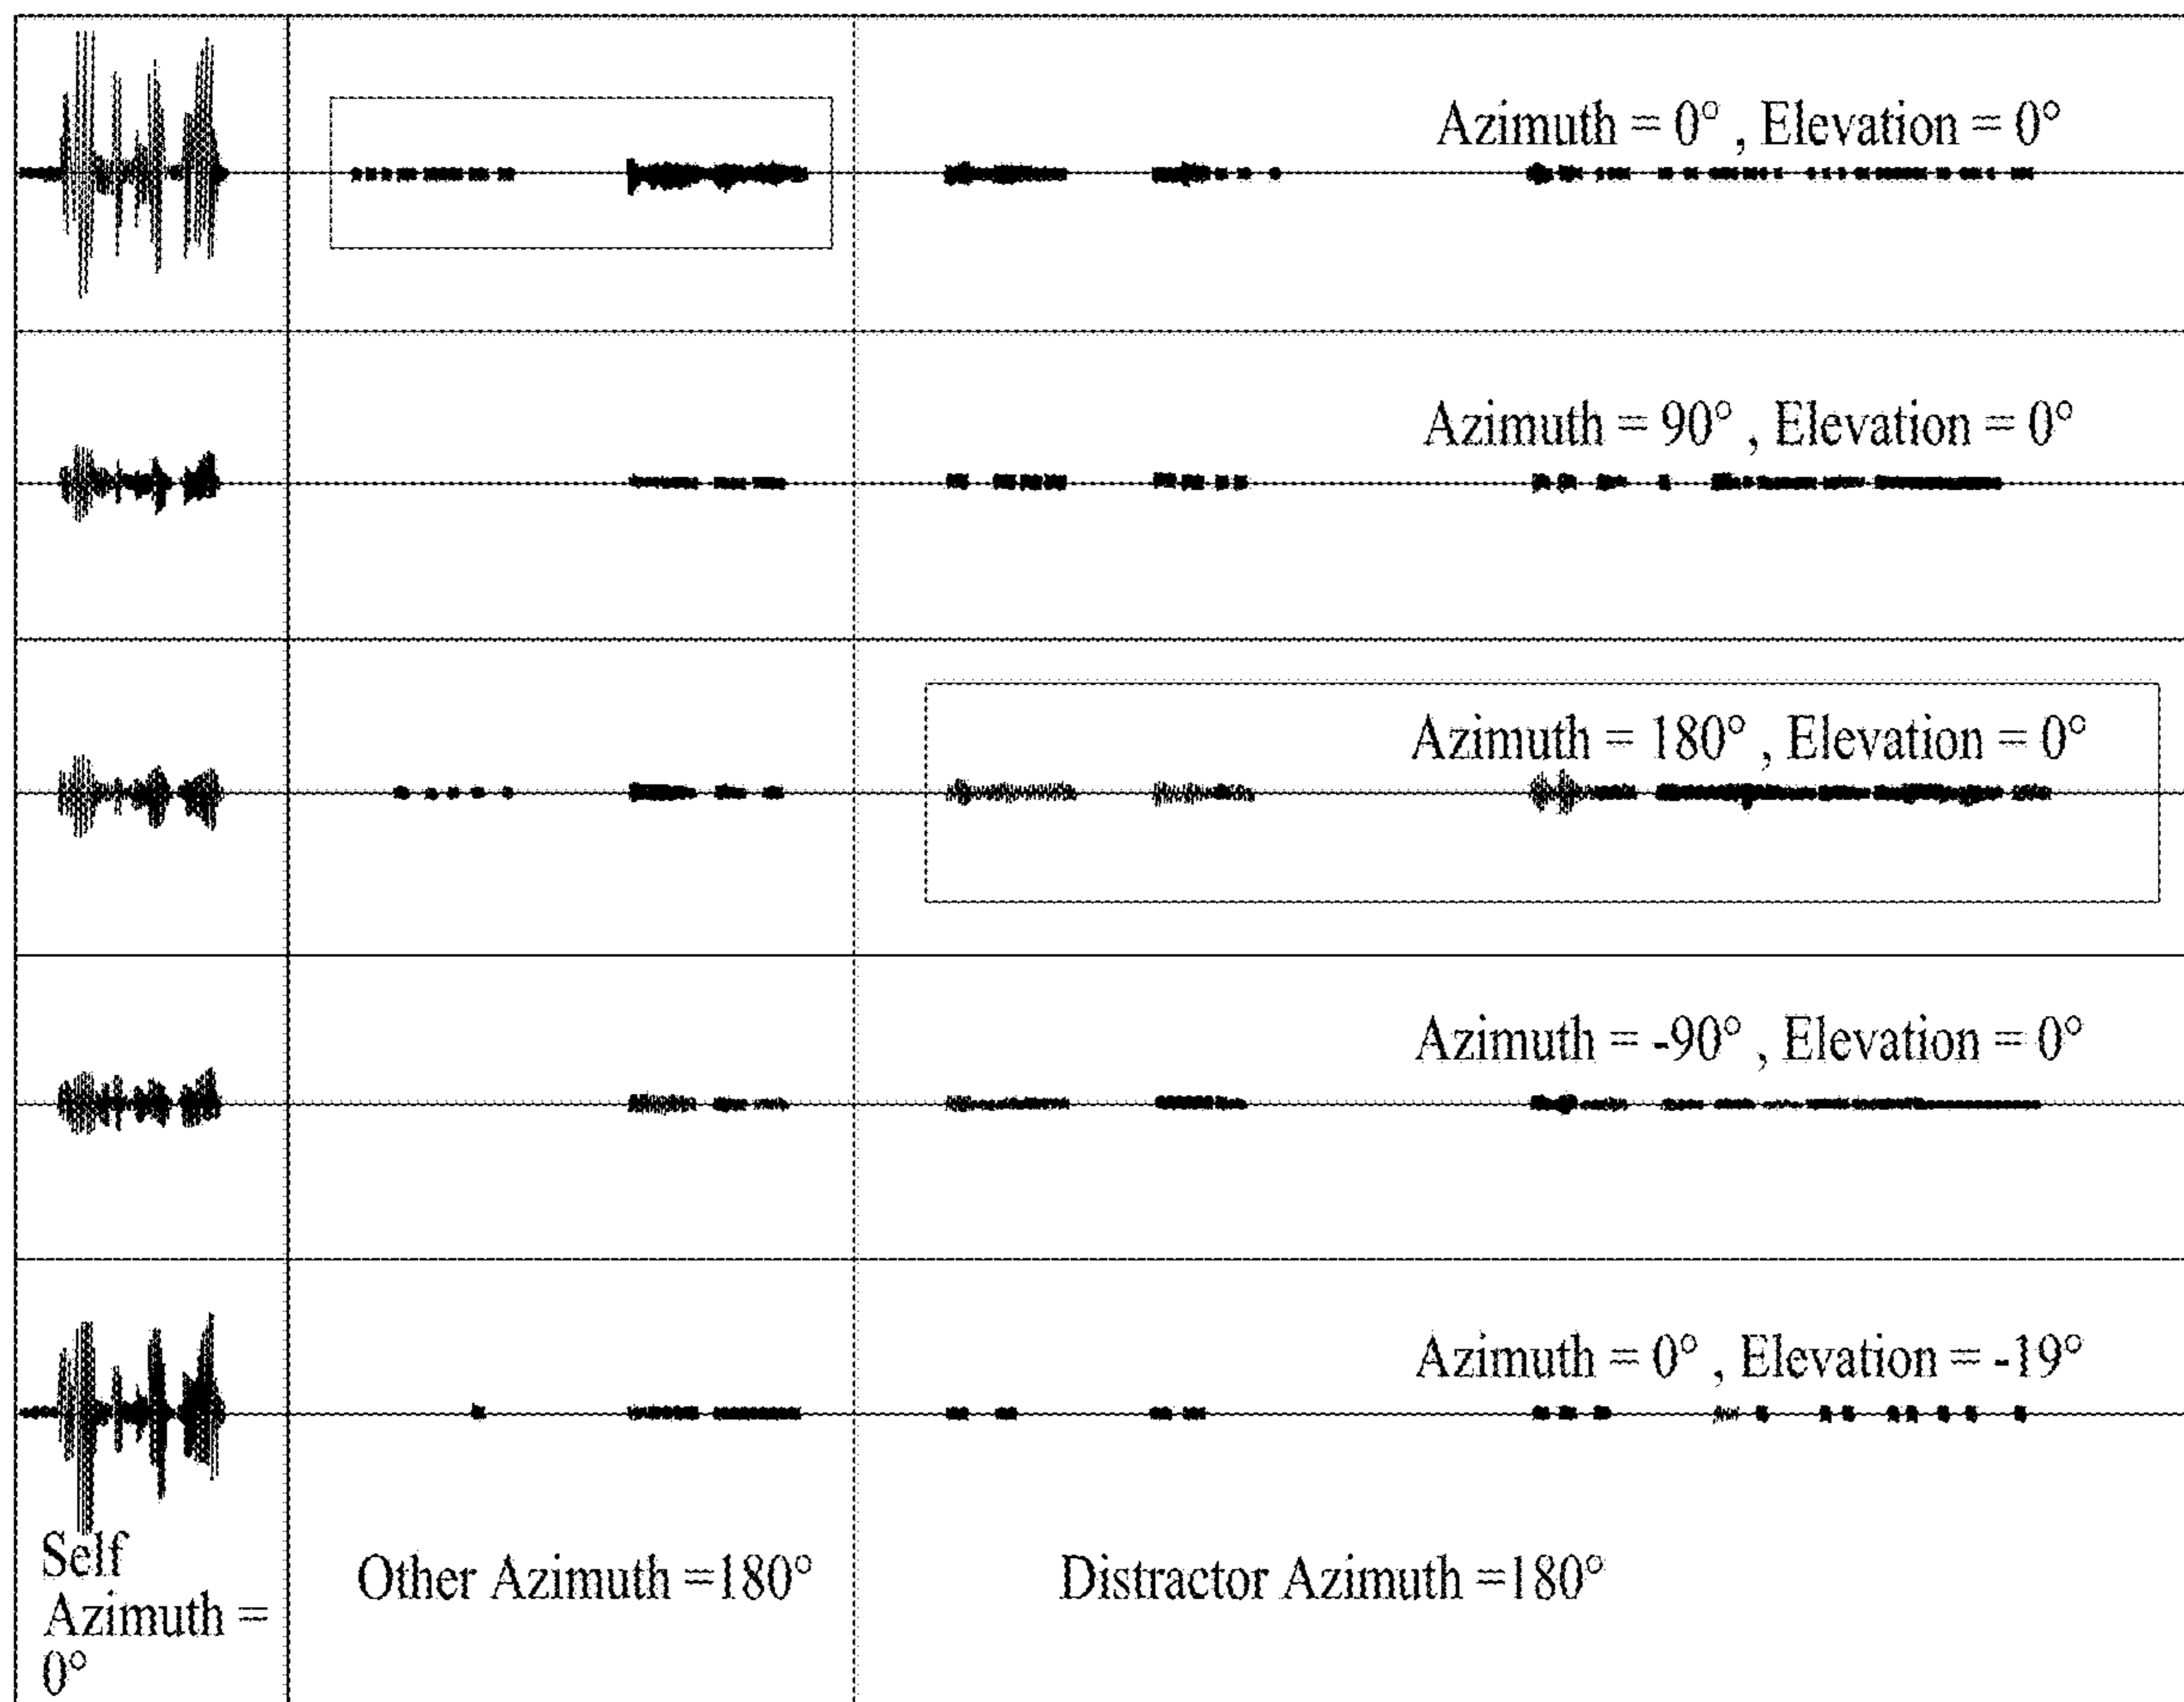 Azimuth = 0° , Elevation = 0°
Azimuth = 90° , Elevation = 0°
Azimuth = 180° , Elevation = 0°
Azimuth = -90° , Elevation = 0°
Azimuth = 0° , Elevation = -19°
Self
Azimuth =
0°
Other Azimuth =180°
Distractor Azimuth =180°